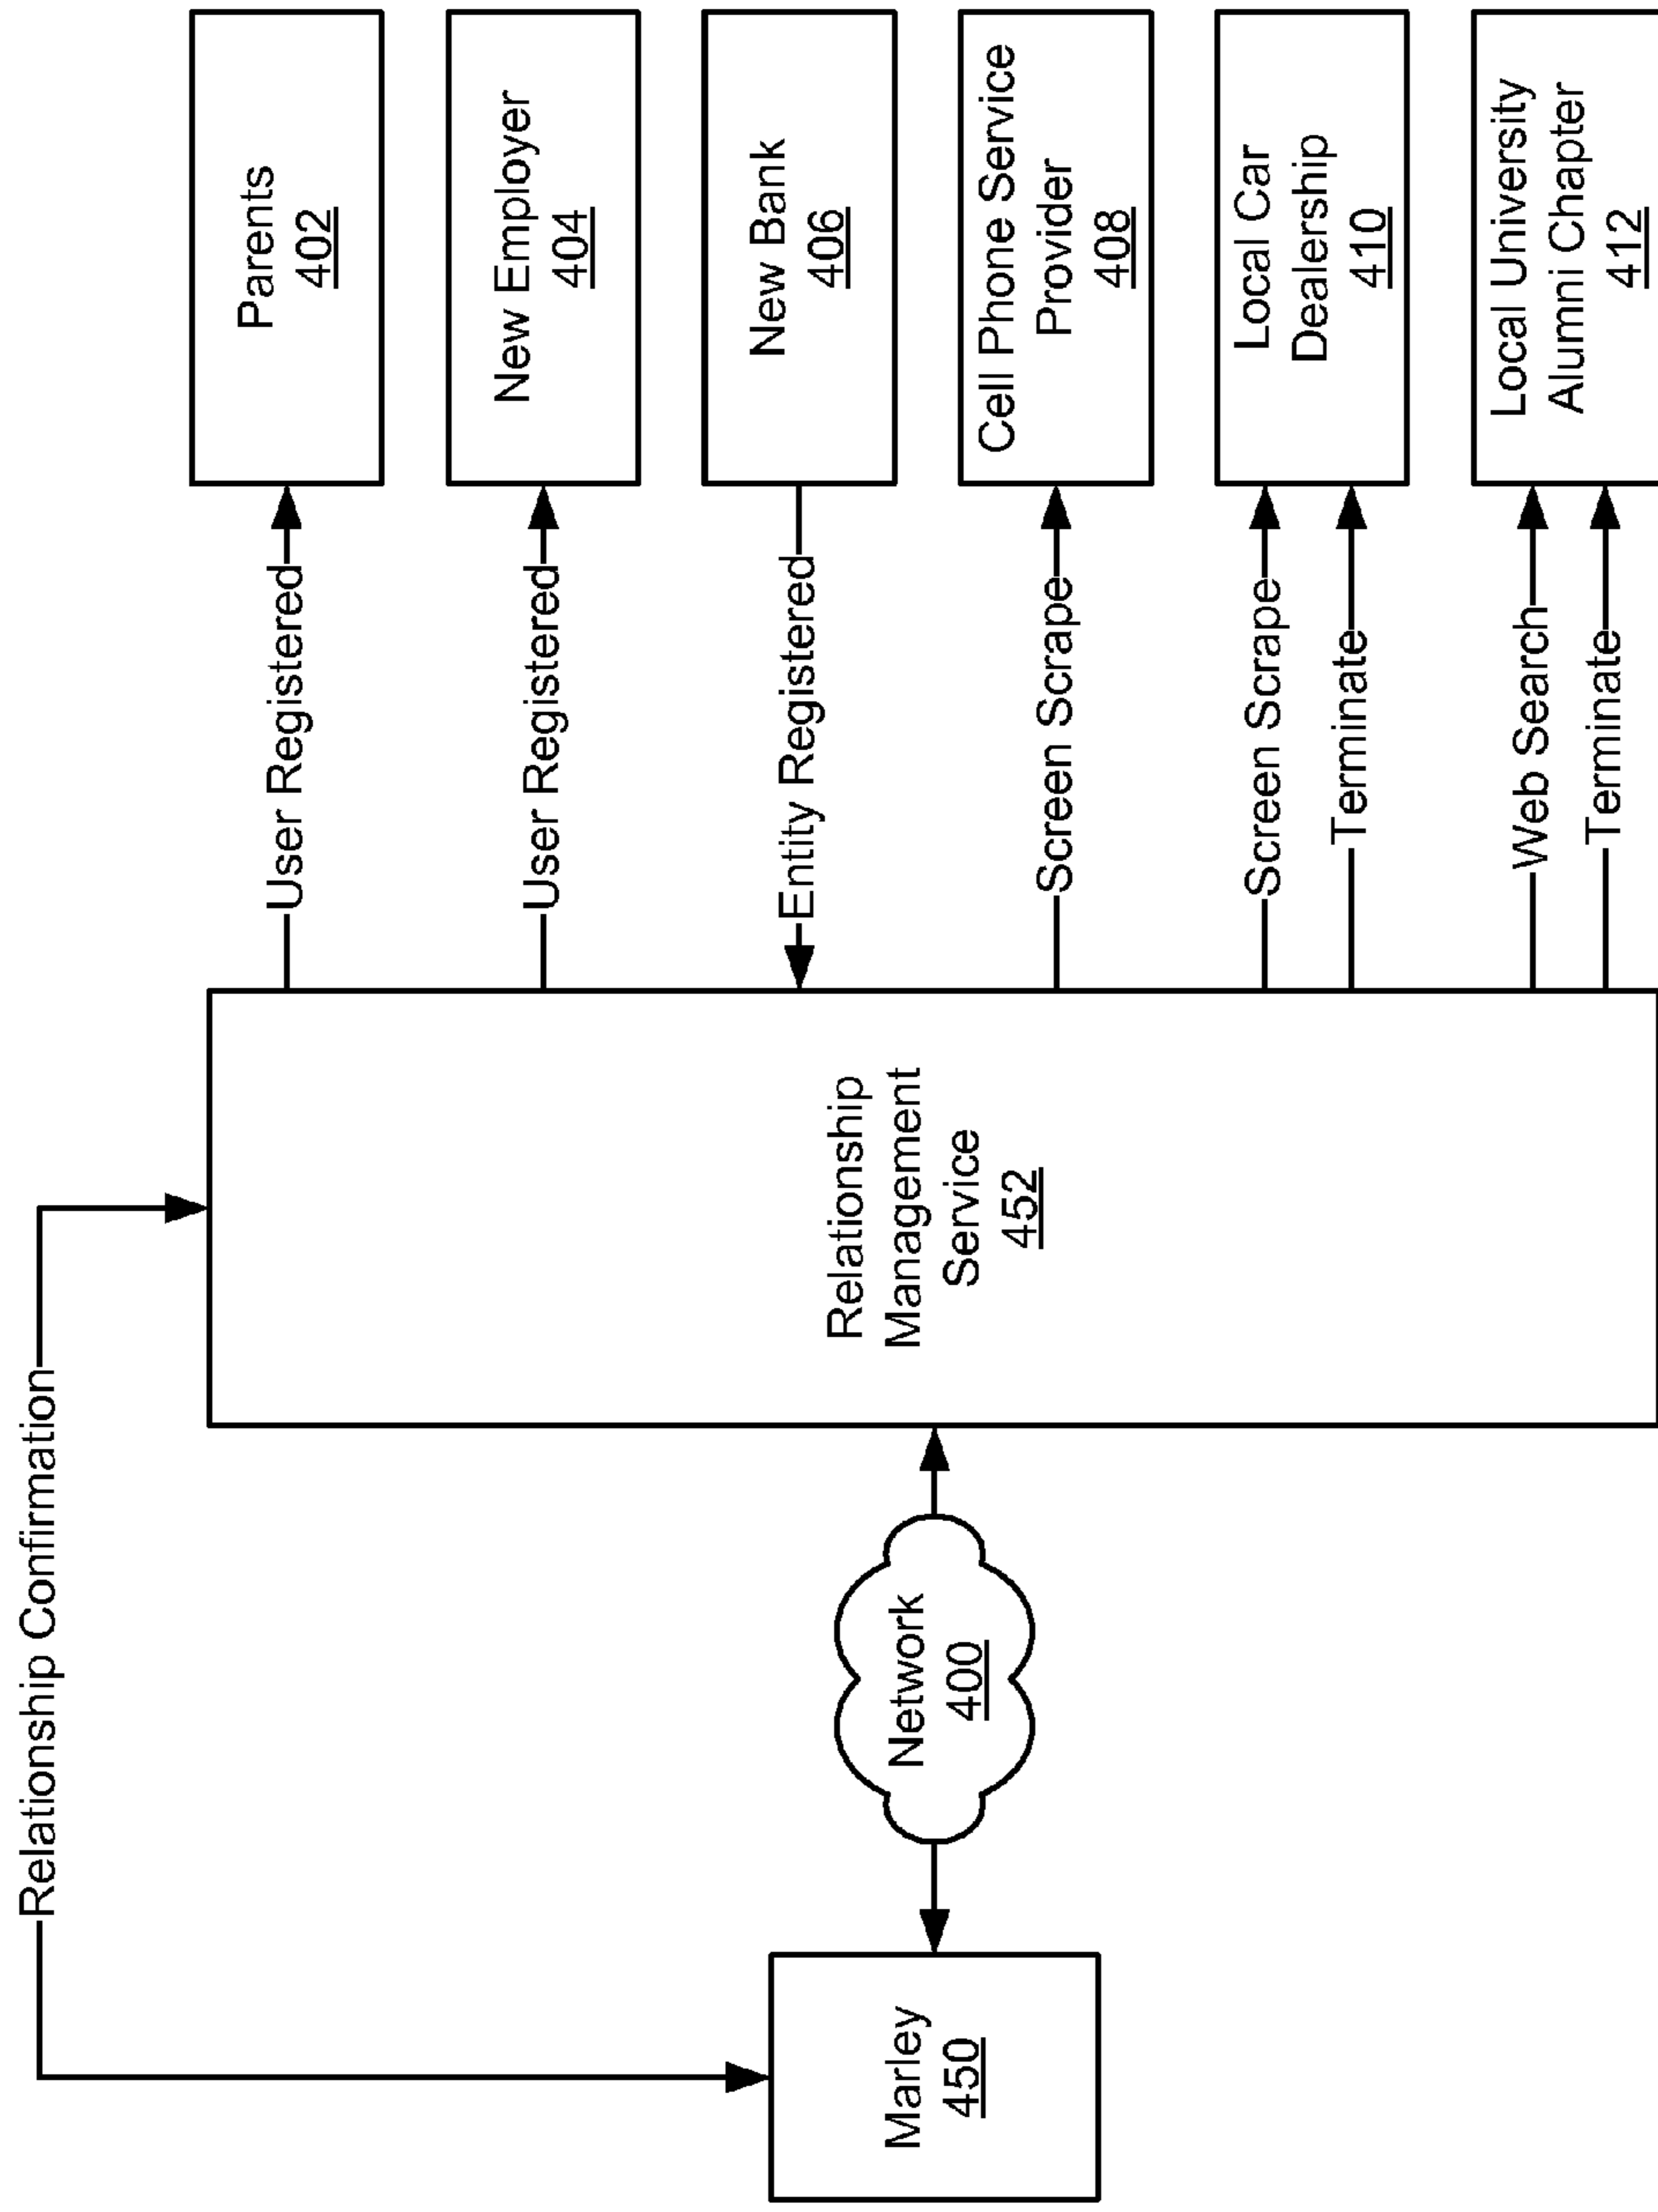 Relationship Confirmation
Marley
450
Network
400
Relationship
Management
Service
452
User Registered
User Registered
Entity Registered
Screen Scrape
Screen Scrape
Terminate
Web Search
Terminate
Parents
402
New Employer
404
New Bank
406
Cell Phone Service
Provider
408
Local Car
Dealership
410
Local University
Alumni Chapter
412